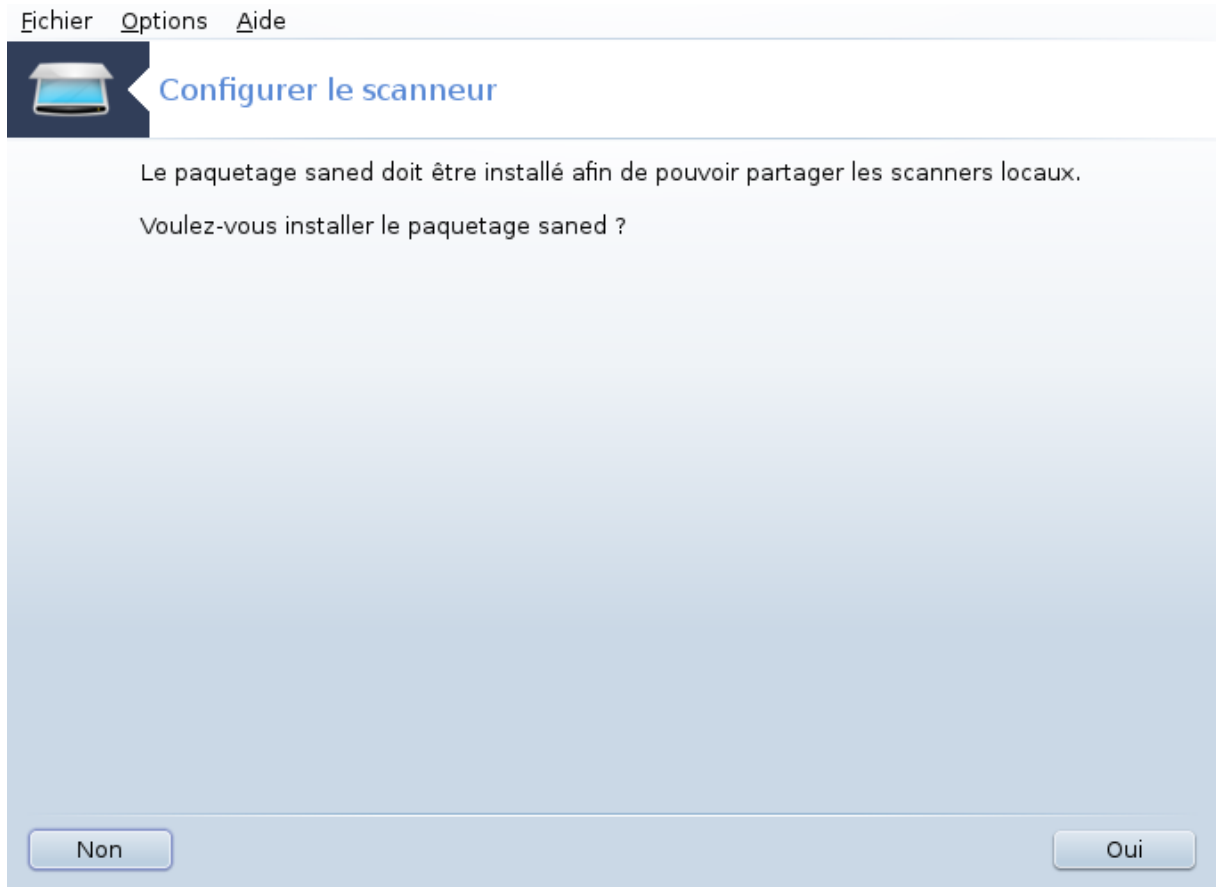 Fichier Options Aide
Configurer le scanneur
Le paquetage saned doit être installé afin de pouvoir partager les scanners locaux.
Voulez-vous installer le paquetage saned ?
Non Oui